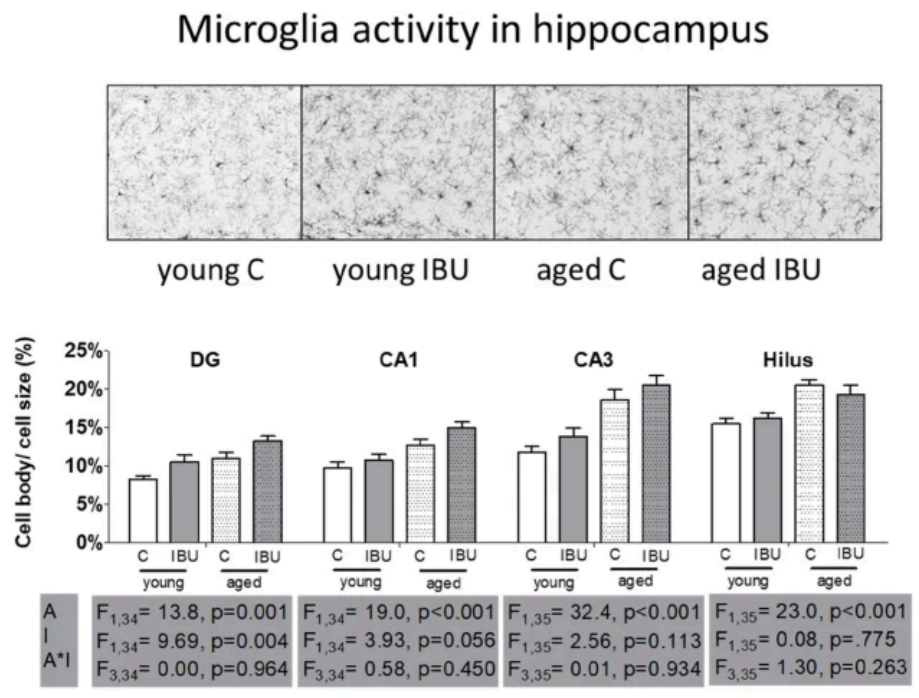 Microglia activity in hippocampus
young C young IBU aged C aged IBU
Cell body/ cell size (%)
25%
20%
15%
10%
5%
0%
DG CA1 CA3 Hilus
C IBU C IBU C IBU C IBU C IBU C IBU C IBU C IBU
young aged young aged young aged young aged
A F1,34= 13.8, p=0.001 F1,34= 19.0, p<0.001 F1,35= 32.4, p<0.001 F1,35= 23.0, p<0.001
I F1,34= 9.69, p=0.004 F1,34= 3.93, p=0.056 F1,35= 2.56, p=0.113 F1,35= 0.08, p=.775
A*I F3,34= 0.00, p=0.964 F3,34= 0.58, p=0.450 F3,35= 0.01, p=0.934 F3,35= 1.30, p=0.263